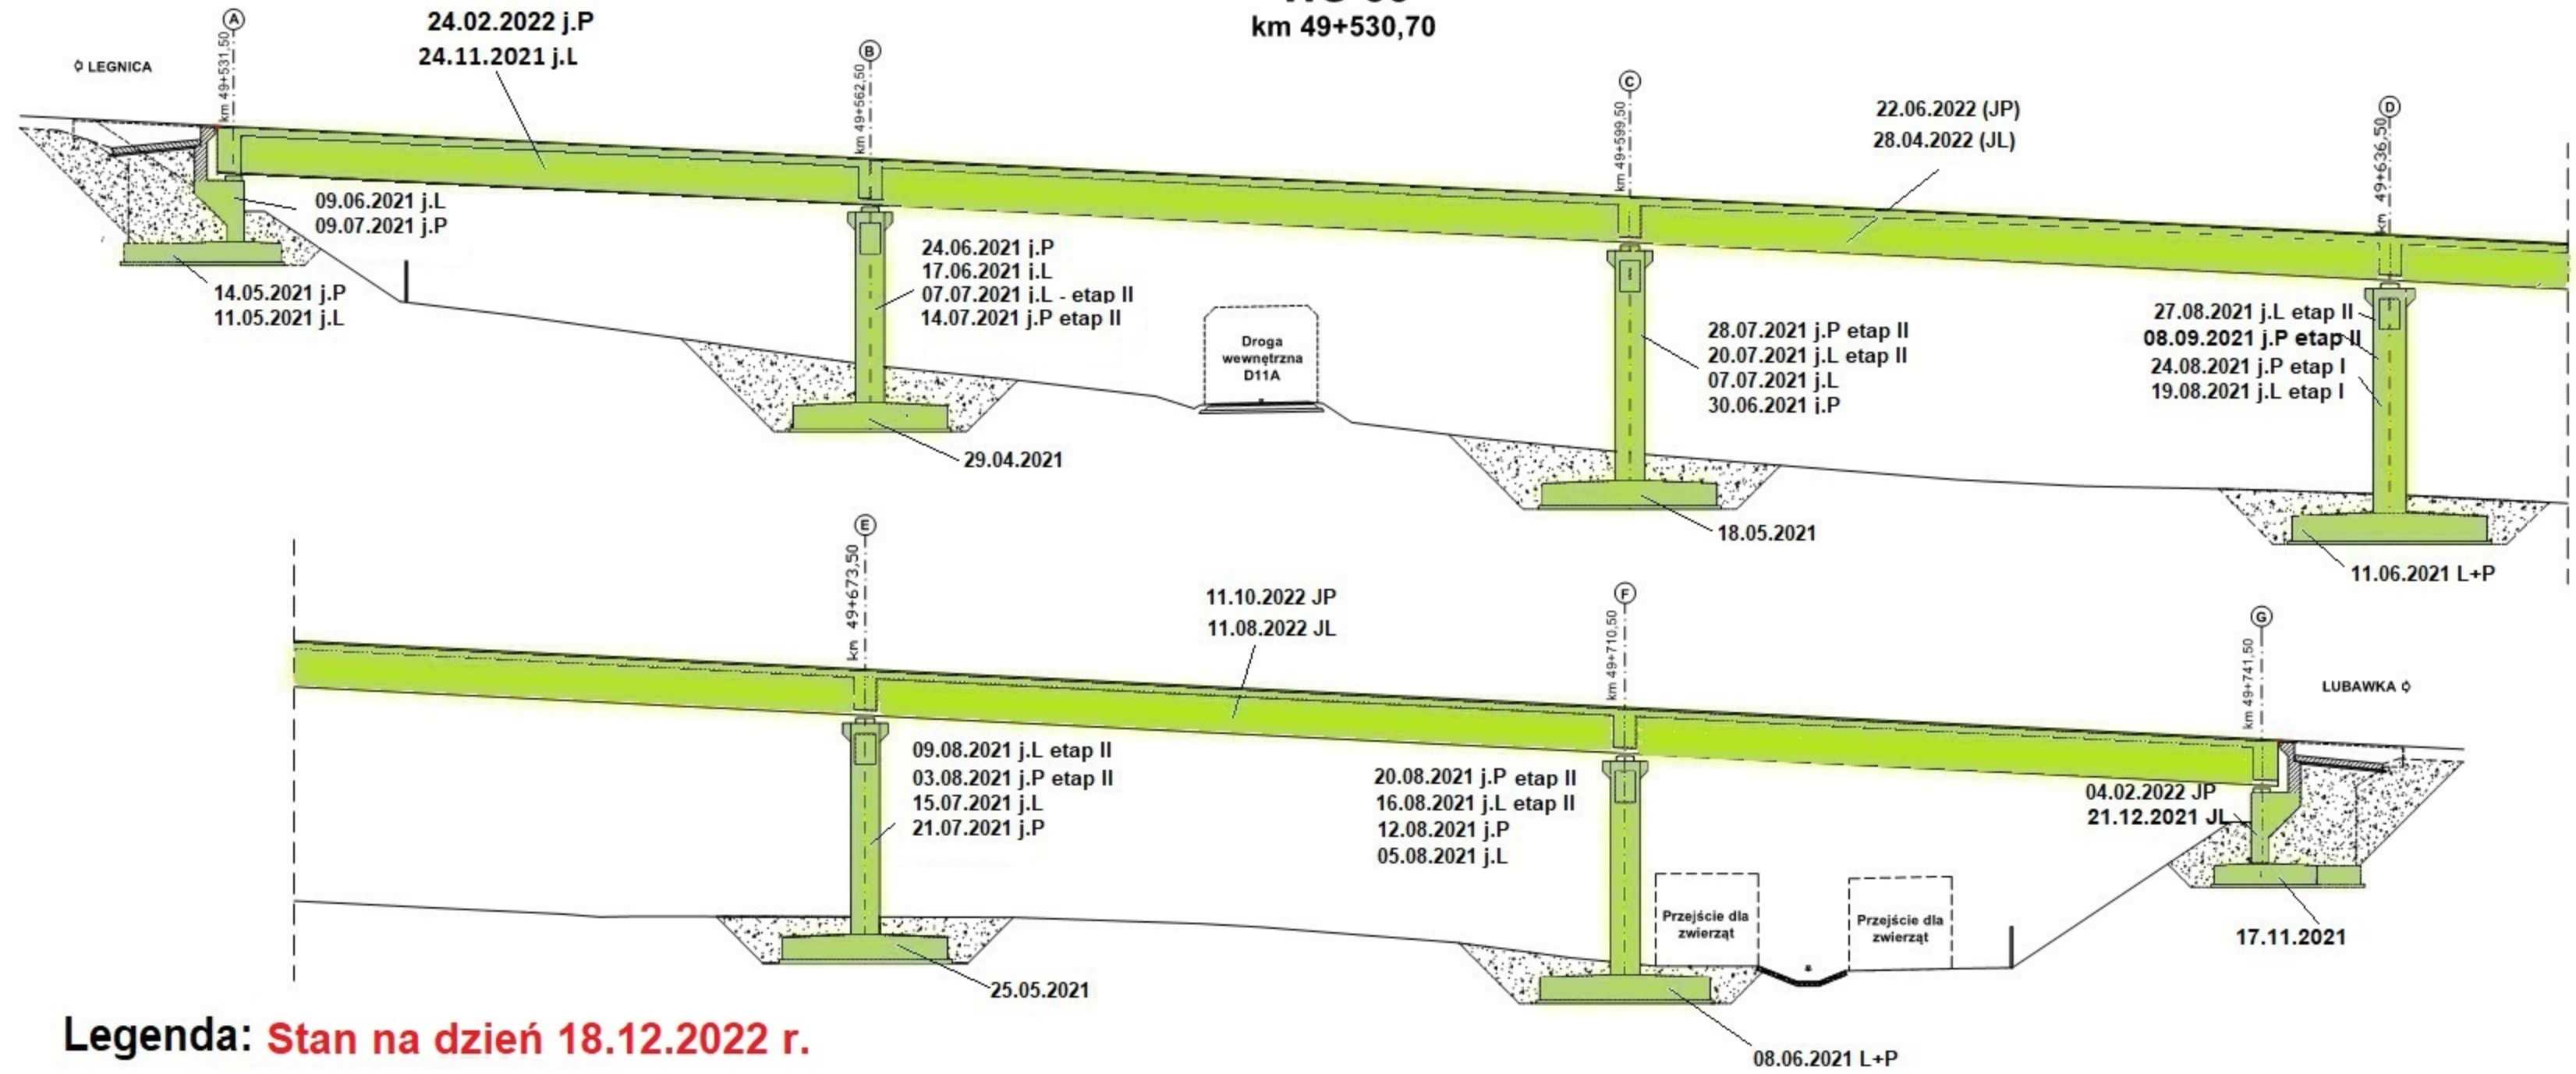 km 49+530,70
A
B
C
D
LEGNICA
km 49+531,50
24.02.2022 j.P
24.11.2021 j.L
km 49+562,50
km 49+599,50
22.06.2022 (JP)
28.04.2022 (JL)
km 49+636,50
09.06.2021 j.L
09.07.2021 j.P
14.05.2021 j.P
11.05.2021 j.L
24.06.2021 j.P
17.06.2021 j.L
07.07.2021 j.L - etap II
14.07.2021 j.P etap II
29.04.2021
Droga
wewnętrzna
D11A
28.07.2021 j.P etap II
20.07.2021 j.L etap II
07.07.2021 j.L
30.06.2021 j.P
18.05.2021
27.08.2021 j.L etap II
08.09.2021 j.P etap II
24.08.2021 j.P etap I
19.08.2021 j.L etap I
11.06.2021 L+P
E
F
G
km 49+673,50
11.10.2022 JP
11.08.2022 JL
km 49+710,50
km 49+741,50
LUBAWKA
09.08.2021 j.L etap II
03.08.2021 j.P etap II
15.07.2021 j.L
21.07.2021 j.P
25.05.2021
20.08.2021 j.P etap II
16.08.2021 j.L etap II
12.08.2021 j.P
05.08.2021 j.L
Przejście dla
zwierząt
Przejście dla
zwierząt
04.02.2022 JP
21.12.2021 JL
17.11.2021
08.06.2021 L+P
Legenda: Stan na dzień 18.12.2022 r.